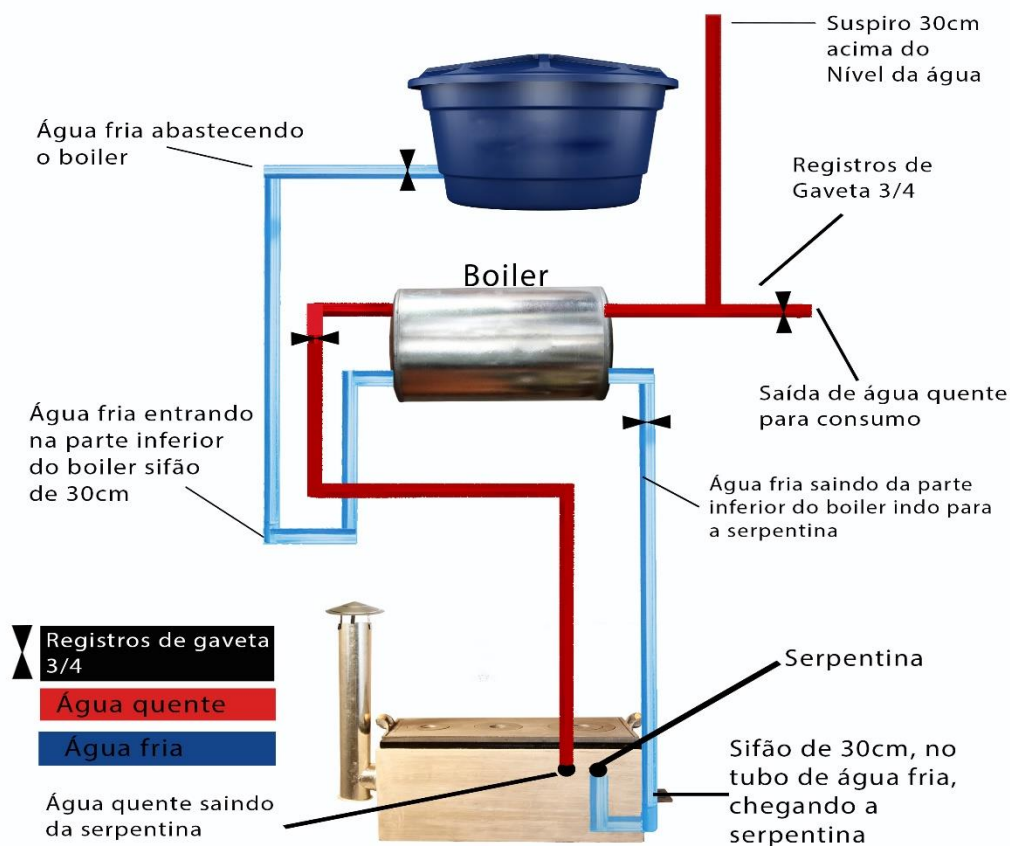 Suspiro 30cm
acima do
Nível da água
Água fria abastecendo
o boiler
Registros de
Gaveta 3/4
Boiler
Saída de água quente
para consumo
Água fria entrando
na parte inferior
do boiler sifão
de 30cm
Água fria saindo da parte
inferior do boiler indo para
a serpentina
Registros de gaveta
3/4
Água quente
Água fria
Serpentina
Água quente saindo
da serpentina
Sifão de 30cm, no
tubo de água fria,
chegando a
serpentina